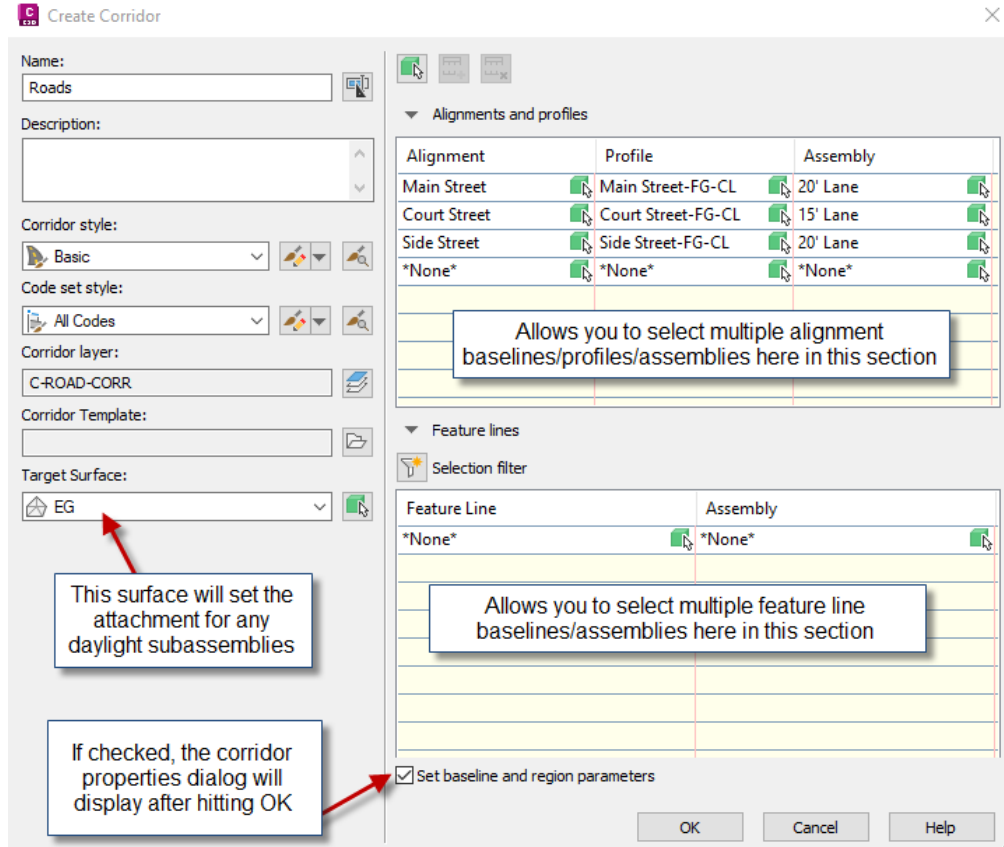 C
C3D
Create Corridor
Name:
Roads
Description:
Corridor style:
Basic
Code set style:
All Codes
Corridor layer:
C-ROAD-CORR
Corridor Template:
Target Surface:
EG
This surface will set the
attachment for any
daylight subassemblies
If checked, the corridor
properties dialog will
display after hitting OK
Alignments and profiles
Alignment Profile Assembly
Main Street Main Street-FG-CL 20' Lane
Court Street Court Street-FG-CL 15' Lane
Side Street Side Street-FG-CL 20' Lane
*None* *None* *None*
Allows you to select multiple alignment
baselines/profiles/assemblies here in this section
Feature lines
Selection filter
Feature Line Assembly
*None* *None*
Allows you to select multiple feature line
baselines/assemblies here in this section
Set baseline and region parameters
OK Cancel Help